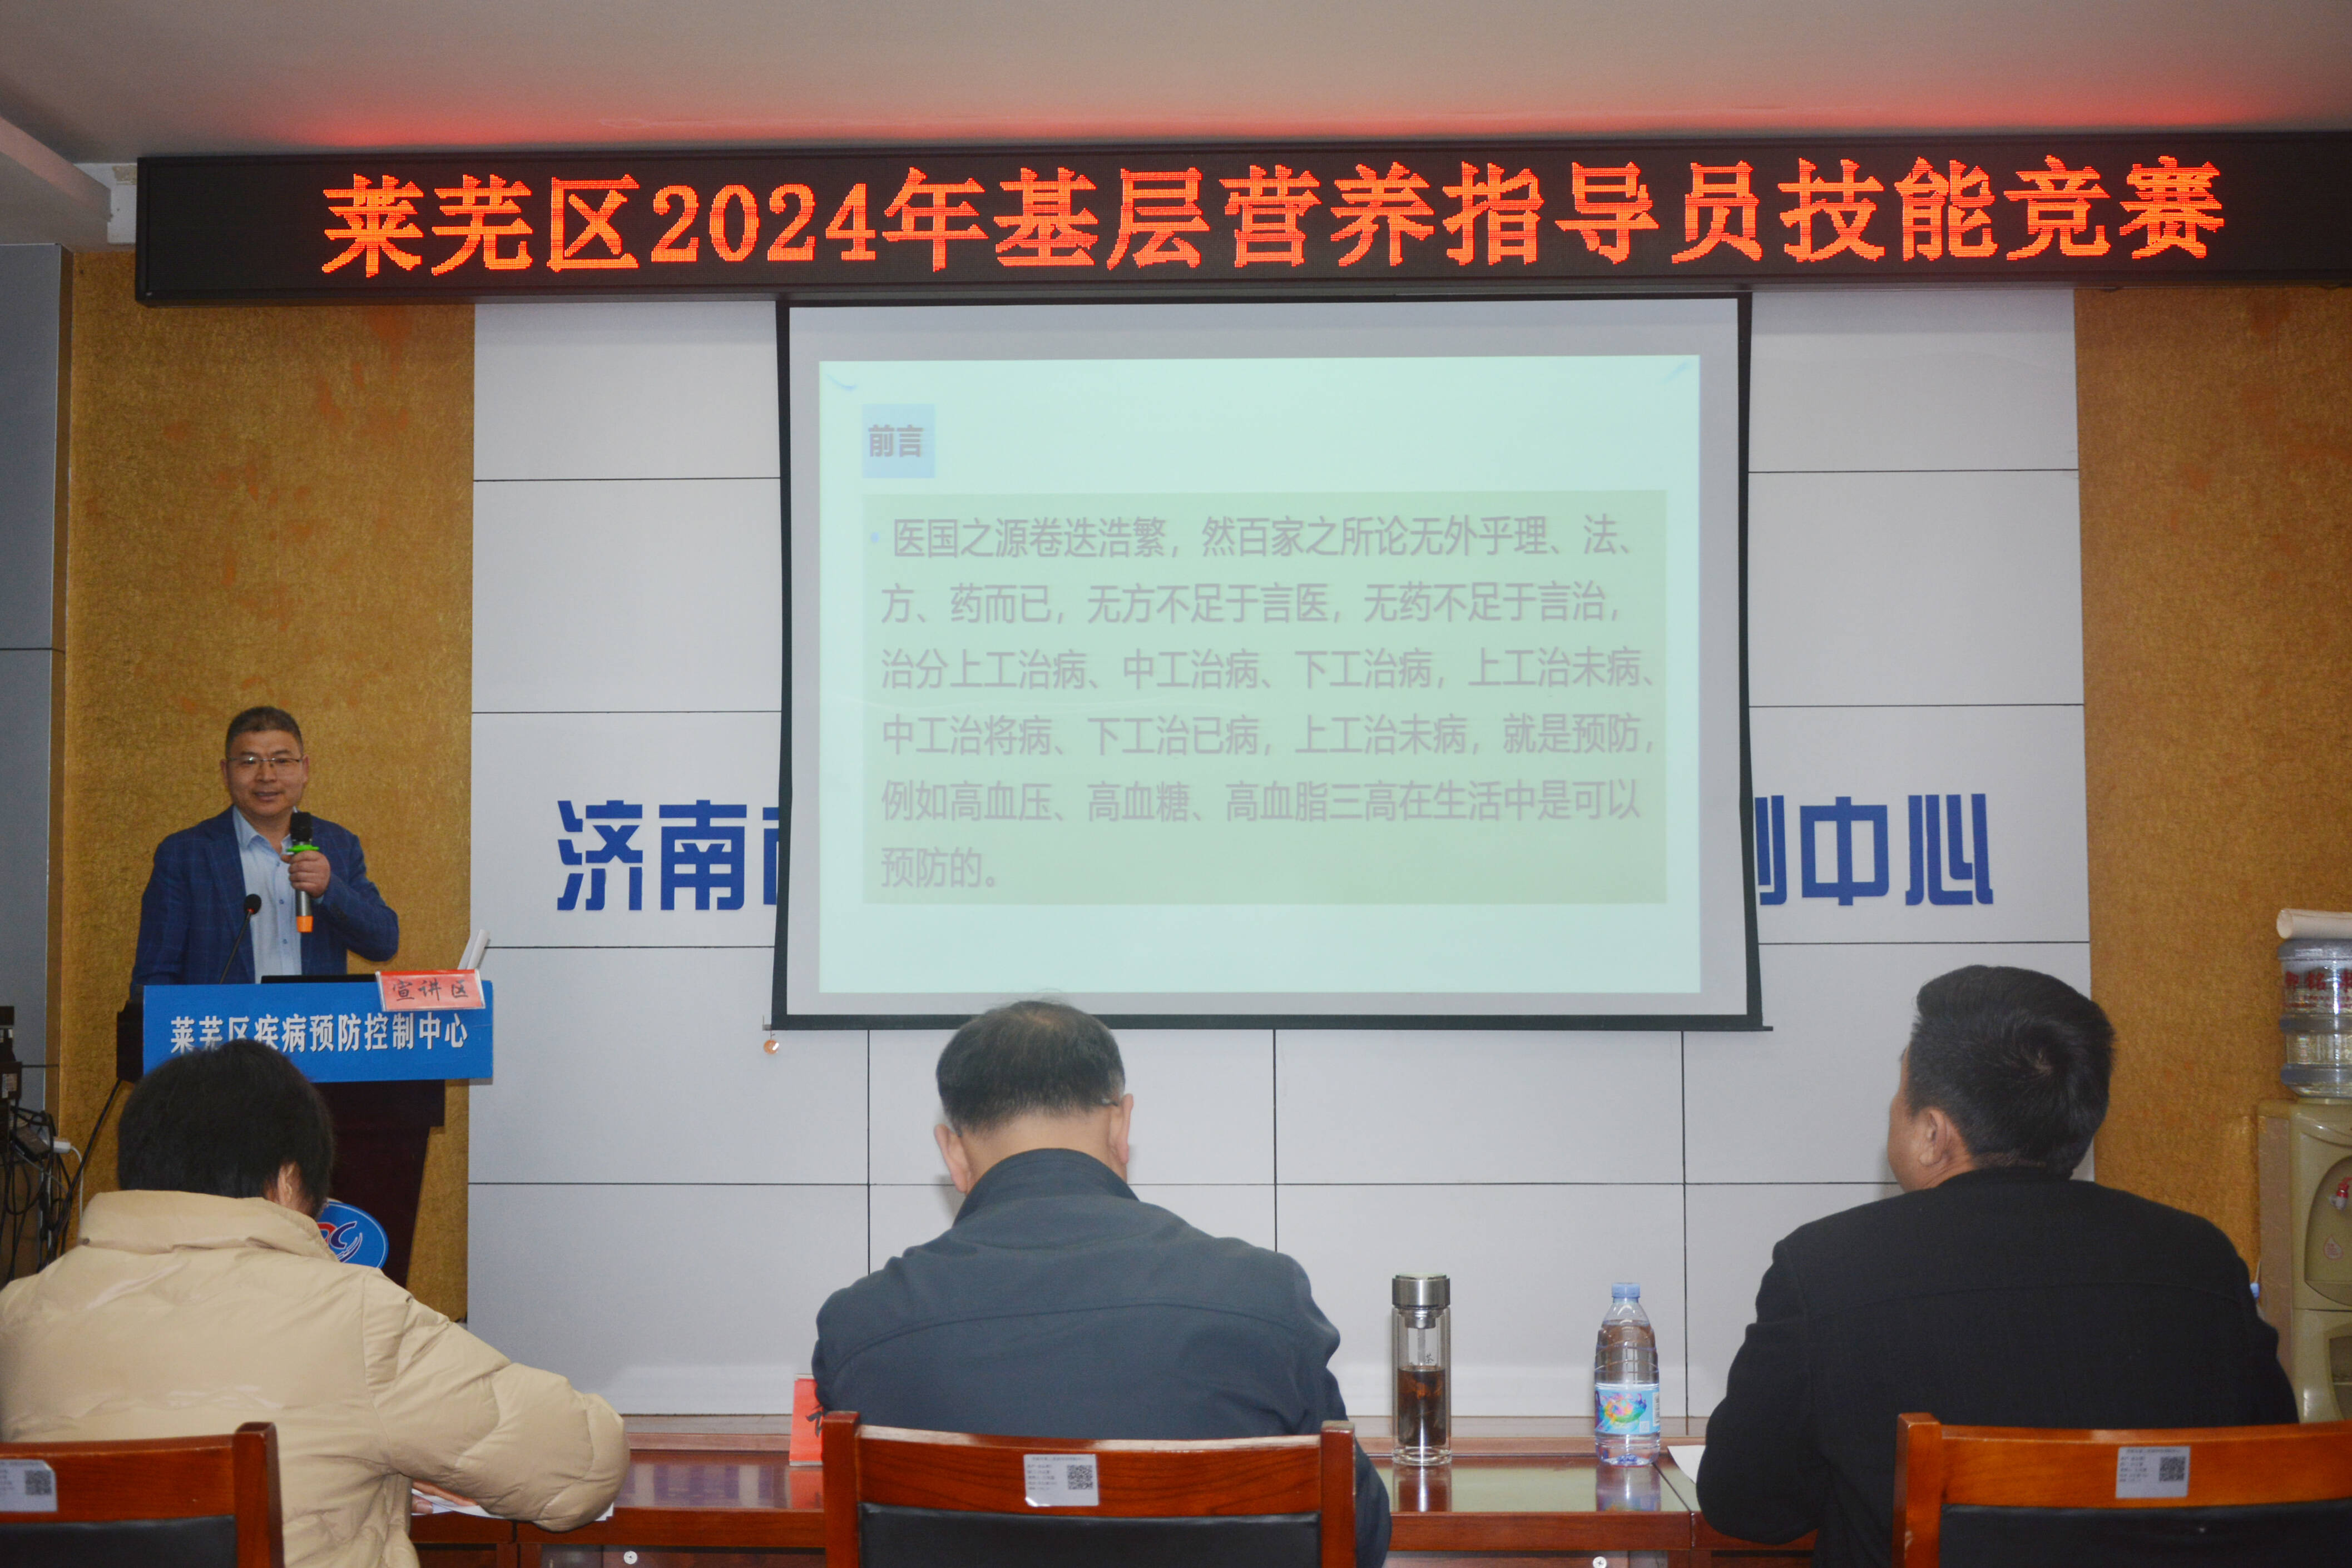 莱芜区2024年基层营养指导员技能竞赛
前言
医国之源卷迭浩繁，然百家之所论无外乎理、法、
方、药而已，无方不足于言医，无药不足于言治，
治分上工治病、中工治病、下工治病，上工治未病、
中工治将病、下工治已病，上工治未病，就是预防，
例如高血压、高血糖、高血脂三高在生活中是可以
预防的。
济南
制中心
宣讲区
莱芜区疾病预防控制中心